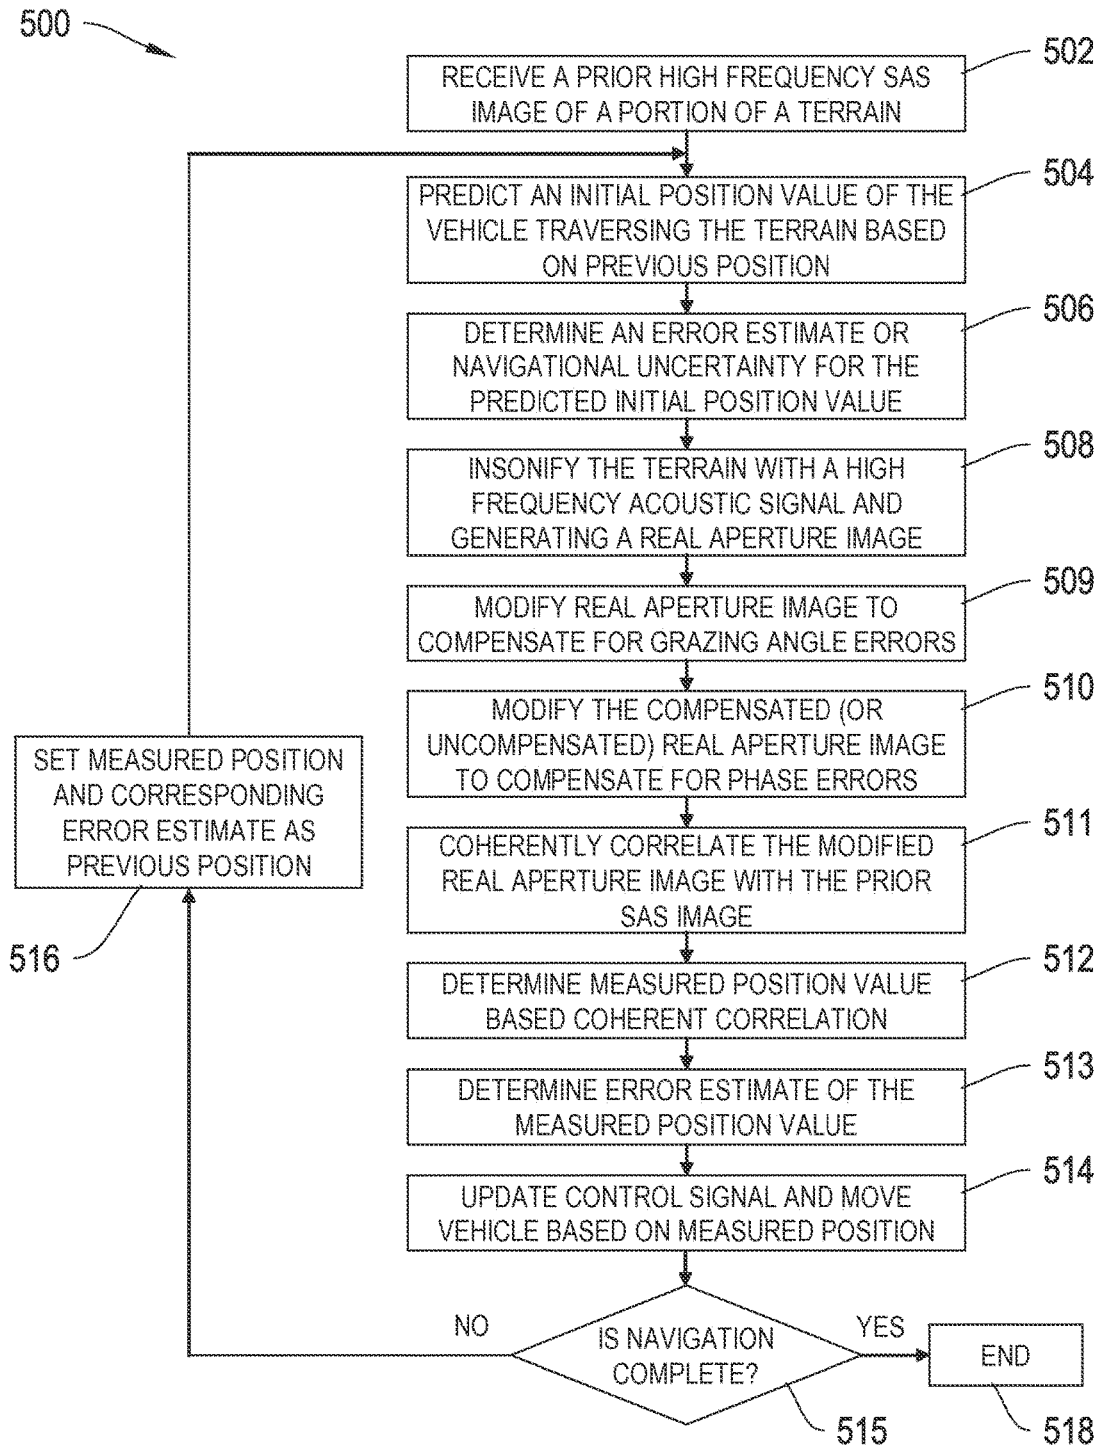 500
502
RECEIVE A PRIOR HIGH FREQUENCY SAS
IMAGE OF A PORTION OF A TERRAIN
504
PREDICT AN INITIAL POSITION VALUE OF THE
VEHICLE TRAVERSING THE TERRAIN BASED
ON PREVIOUS POSITION
506
DETERMINE AN ERROR ESTIMATE OR
NAVIGATIONAL UNCERTAINTY FOR THE
PREDICTED INITIAL POSITION VALUE
508
INSONIFY THE TERRAIN WITH A HIGH
FREQUENCY ACOUSTIC SIGNAL AND
GENERATING A REAL APERTURE IMAGE
509
MODIFY REAL APERTURE IMAGE TO
COMPENSATE FOR GRAZING ANGLE ERRORS
510
MODIFY THE COMPENSATED (OR
UNCOMPENSATED) REAL APERTURE IMAGE
TO COMPENSATE FOR PHASE ERRORS
511
COHERENTLY CORRELATE THE MODIFIED
REAL APERTURE IMAGE WITH THE PRIOR
SAS IMAGE
512
DETERMINE MEASURED POSITION VALUE
BASED COHERENT CORRELATION
513
DETERMINE ERROR ESTIMATE OF THE
MEASURED POSITION VALUE
514
UPDATE CONTROL SIGNAL AND MOVE
VEHICLE BASED ON MEASURED POSITION
IS NAVIGATION
COMPLETE?
515
YES
END
518
NO
SET MEASURED POSITION
AND CORRESPONDING
ERROR ESTIMATE AS
PREVIOUS POSITION
516